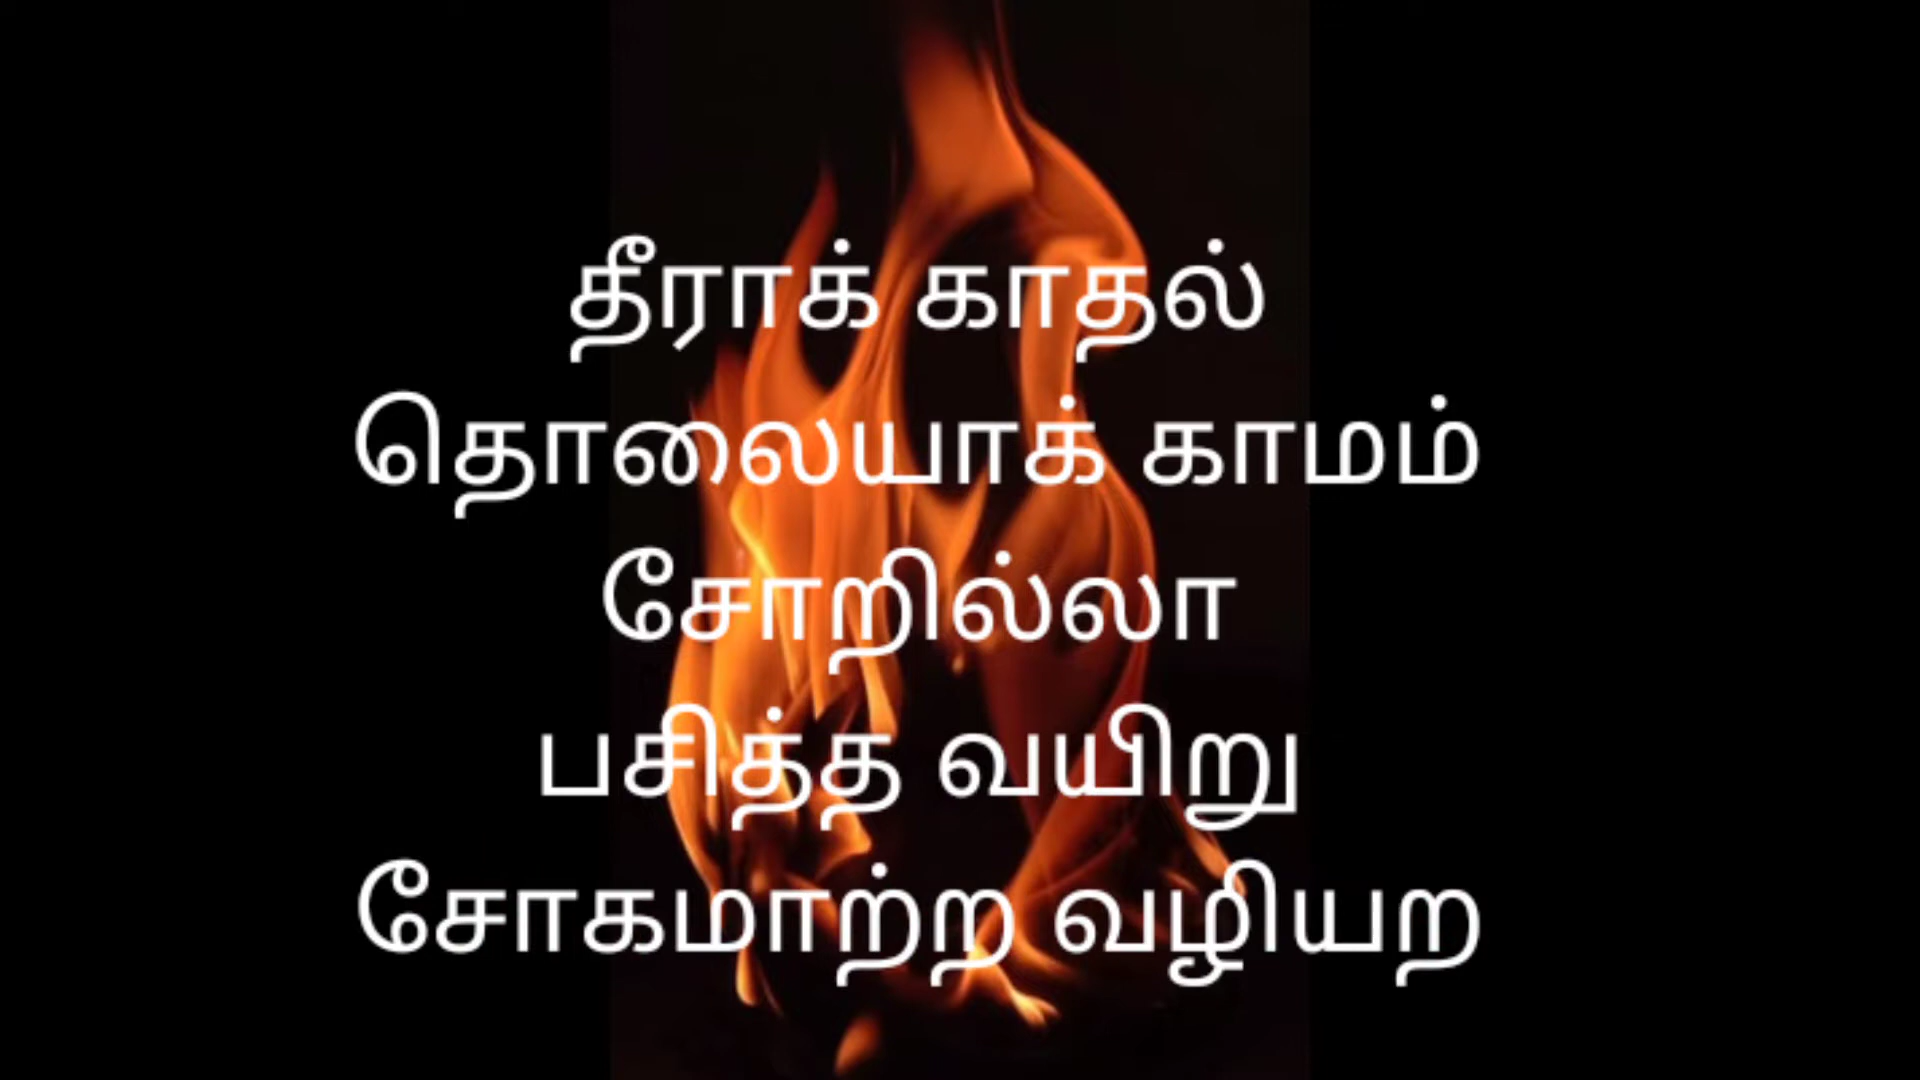 தீராக் காதல்
தொலையாக் காமம்
சோறில்லா
பசித்த வயிறு
சோகமாற்ற வழியற